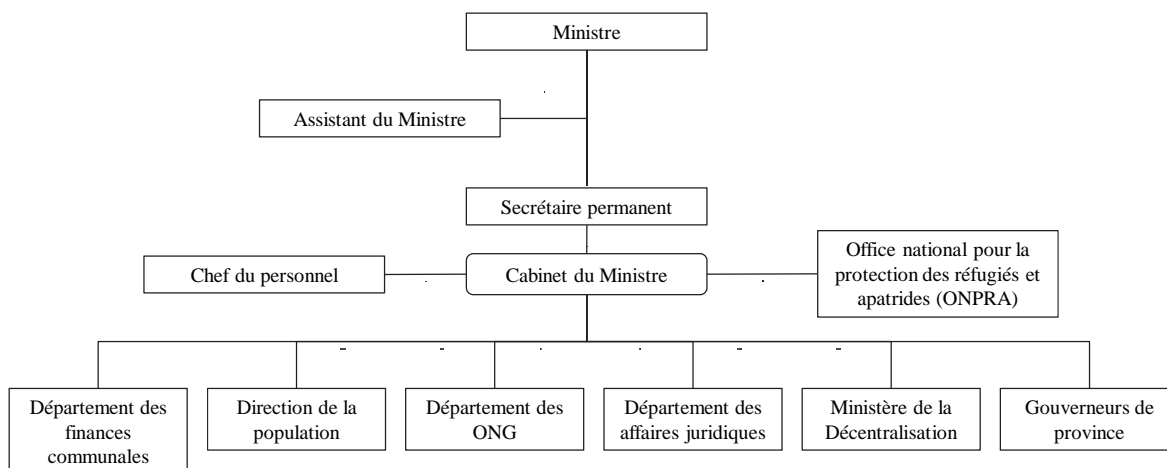 Ministre
Assistant du Ministre
Secrétaire permanent
Chef du personnel
Cabinet du Ministre
Office national pour la
protection des réfugiés et
apatrides (ONPRA)
Département des
finances
communales
Direction de la
population
Département des
ONG
Département des
affaires juridiques
Ministère de la
Décentralisation
Gouverneurs de
province